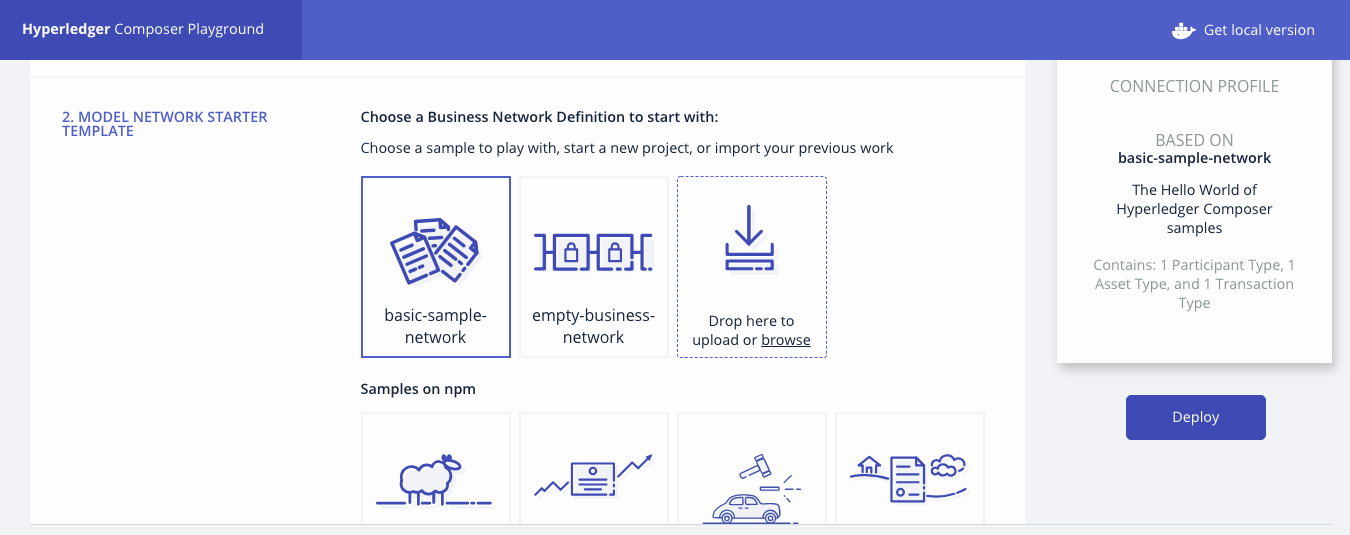 Hyperledger Composer Playground
Get local version
2. MODEL NETWORK STARTER
TEMPLATE
Choose a Business Network Definition to start with:
Choose a sample to play with, start a new project, or import your previous work
basic-sample-
network
empty-business-
network
Drop here to
upload or browse
Samples on npm
CONNECTION PROFILE
BASED ON
basic-sample-network
The Hello World of
Hyperledger Composer
samples
Contains: 1 Participant Type, 1
Asset Type, and 1 Transaction
Type
Deploy